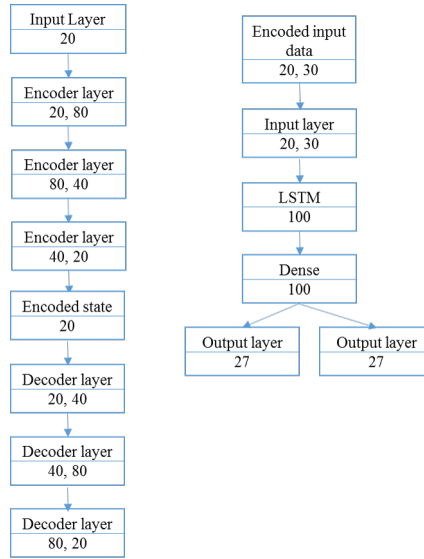 Input Layer
20
Encoder layer
20, 80
Encoder layer
80, 40
Encoder layer
40, 20
Encoded state
20
Decoder layer
20, 40
Decoder layer
40, 80
Decoder layer
80, 20
Encoded input
data
20, 30
Input layer
20, 30
LSTM
100
Dense
100
Output layer
27
Output layer
27